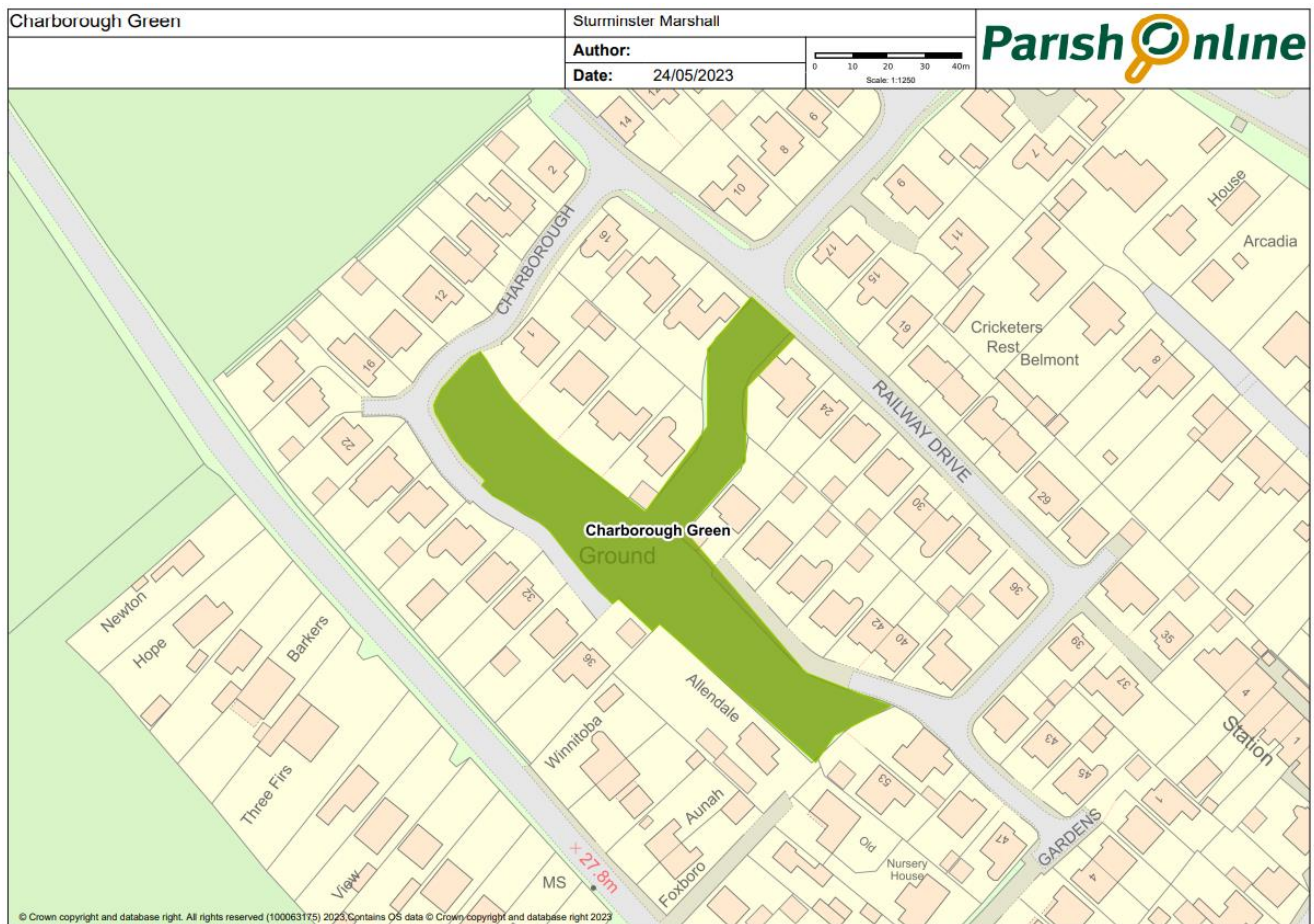 Charborough Green
Sturminster Marshall
Author:
Date: 24/05/2023
0 10 20 30 40m
Scale: 1:1250
Parish Online
14
12
6
8
10
2
7
9
11
House
Arcadia
CHARBOROUGH
16
17
15
19
12
1
Cricketers
Rest
Belmont
8
16
22
24
RAILWAY DRIVE
29
30
Charborough Green
Ground
32
36
36
42
40
39
35
37
Newton
Hope
Barkers
Allendale
Winnitoba
4
Station
1
43
45
Three Firs
Aunah
53
1
GARDENS
47
Old
Nursery
House
4
View
27.8m
MS
Foxboro
© Crown copyright and database right. All rights reserved (100063175) 2023,Contains OS data © Crown copyright and database right 2023